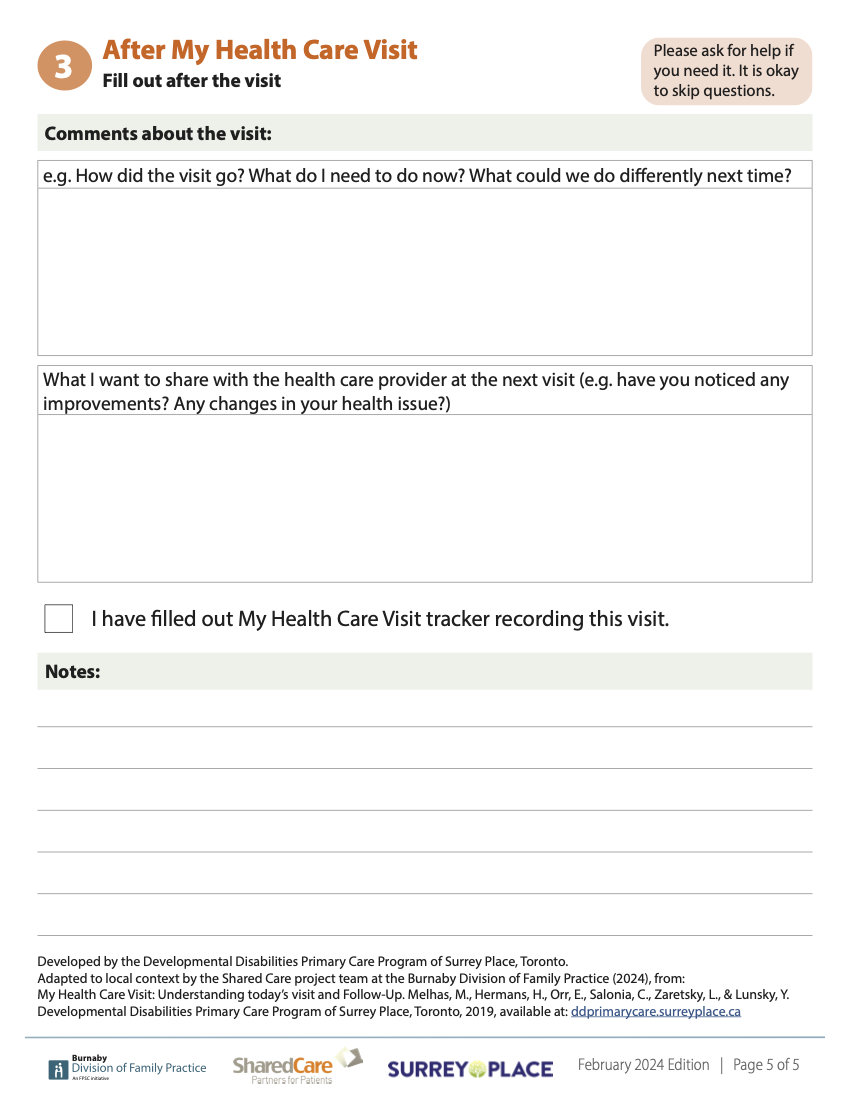 3
After My Health Care Visit
Fill out after the visit
Please ask for help if
you need it. It is okay
to skip questions.
Comments about the visit:
e.g. How did the visit go? What do I need to do now? What could we do differently next time?
What I want to share with the health care provider at the next visit (e.g. have you noticed any
improvements? Any changes in your health issue?)
I have filled out My Health Care Visit tracker recording this visit.
Notes:
Developed by the Developmental Disabilities Primary Care Program of Surrey Place, Toronto.
Adapted to local context by the Shared Care project team at the Burnaby Division of Family Practice (2024), from:
My Health Care Visit: Understanding today's visit and Follow-Up. Melhas, M., Hermans, H., Orr, E., Salonia, C., Zaretsky, L., & Lunsky, Y.
Developmental Disabilities Primary Care Program of Surrey Place, Toronto, 2019, available at: ddprimarycare.surreyplace.ca
Burnaby
Division of Family Practice
An FPSC initiative
SharedCare
Partners for Patients
SURREY PLACE
February 2024 Edition | Page 5 of 5